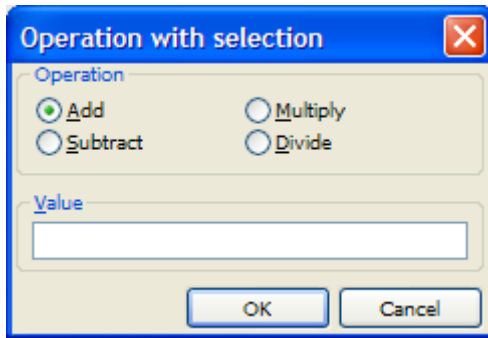 Operation with selection
Operation
Add Multiply
Subtract Divide
Value
OK Cancel